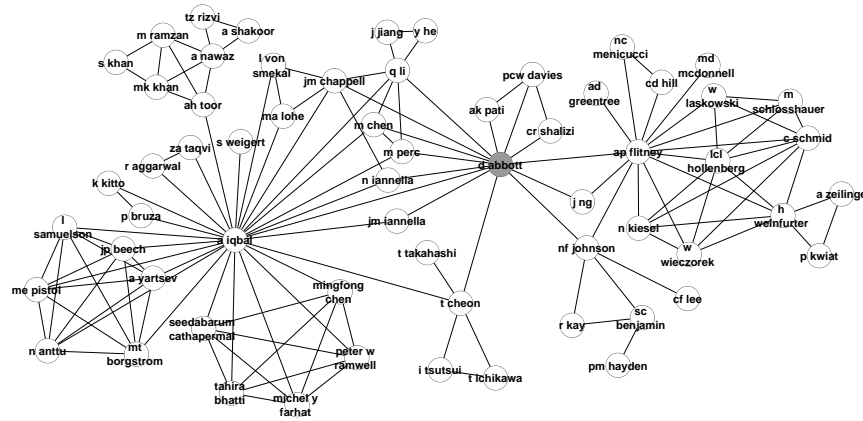 tz rizvi
m ramzan
a shakoor
a nawaz
s khan
mk khan
ah toor
l von
smekal
jm chappell
j jiang
y he
q li
ma lohe
m chen
m perc
n iannella
jm iannella
za taqvi
s weigert
r aggarwal
k kitto
p bruza
a iqbal
l
samuelson
jp beech
a yartsev
me pistol
n anttu
mt
borgstrom
mingfong
chen
seedabarum
cathapermal
peter w
ramwell
tahira
bhatti
michel y
farhat
pcw davies
ak pati
cr shalizi
d abbott
j ng
t takahashi
t cheon
i tsutsui
t ichikawa
nc
menicucci
md
mcdonnell
ad
greentree
cd hill
w
laskowski
m
schlosshauer
c schmid
ap flitney
lcl
hollenberg
a zeilinge
h
weinfurter
n kiesel
p kwiat
w
wieczorek
nf johnson
cf lee
r kay
sc
benjamin
pm hayden